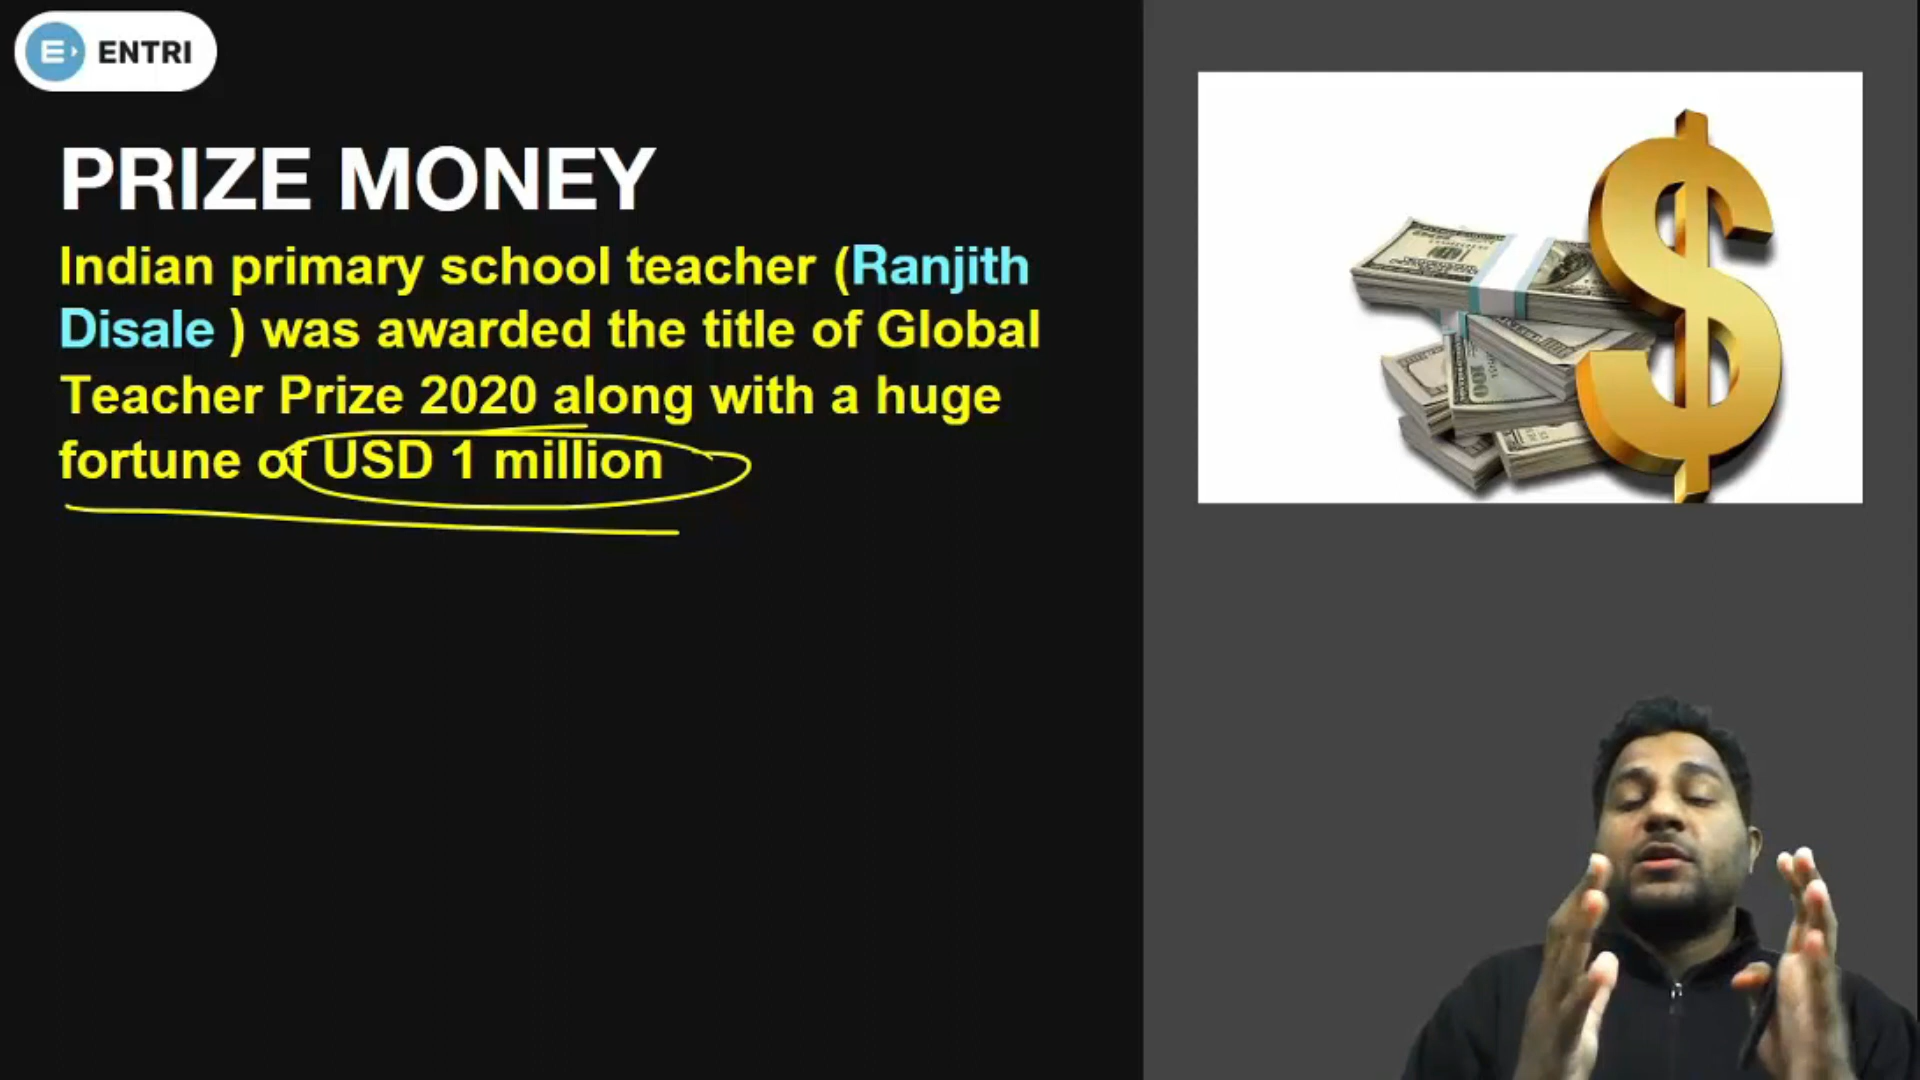 ENTRI
PRIZE MONEY
Indian primary school teacher (Ranjith
Disale ) was awarded the title of Global
Teacher Prize 2020 along with a huge
fortune of USD 1 million
100